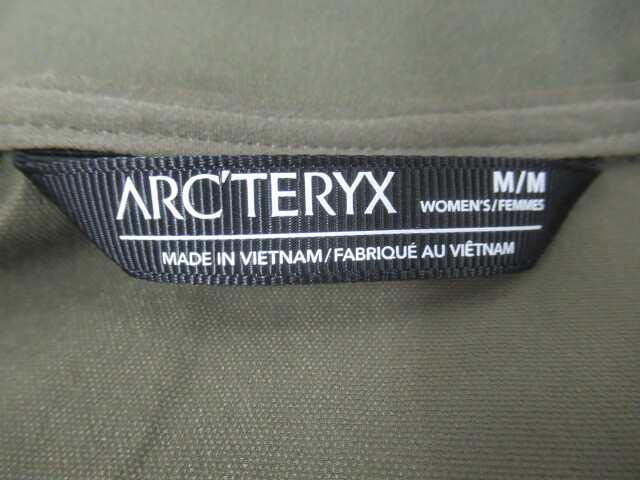 ARC'TERYX
M/M
WOMEN'S/FEMMES
MADE IN VIETNAM/FABRIQUÉ AU VIÊTNAM